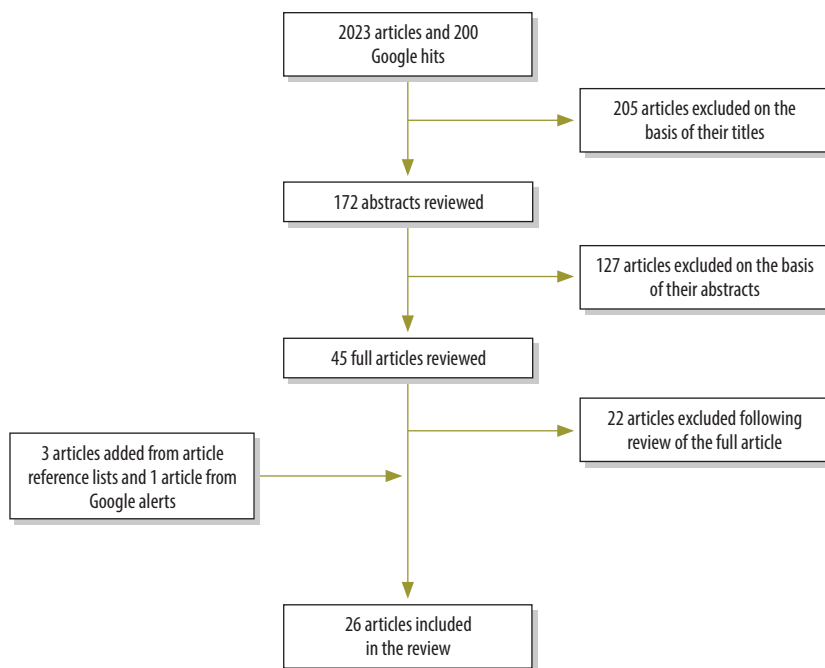 2023 articles and 200
Google hits
205 articles excluded on the
basis of their titles
172 abstracts reviewed
127 articles excluded on the basis
of their abstracts
45 full articles reviewed
22 articles excluded following
review of the full article
3 articles added from article
reference lists and 1 article from
Google alerts
26 articles included
in the review